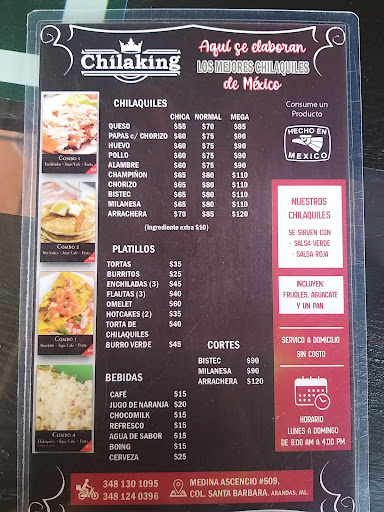 Chilaking
Aquí se elaboran
LOS MEJORES CHILAQUILES
de México
Consume un
Producto
HECHO EN
MEXICO
CHILAQUILES
CHICA NORMAL MEGA
QUESO $55 $70 $85
PAPAS c/ CHORIZO $60 $75 $90
HUEVO $60 $75 $90
POLLO $60 $75 $90
ALAMBRE $60 $75 $90
CHAMPIÑON $65 $80 $110
CHORIZO $65 $80 $110
BISTEC $65 $80 $110
MILANESA $65 $80 $110
ARRACHERA $70 $85 $120
(Ingrediente extra $10)
PLATILLOS
TORTAS $35
BURRITOS $25
ENCHILADAS (3) $45
FLAUTAS (3) $40
OMELET $60
HOTCAKES (2) $35
TORTA DE $40
CHILAQUILES
BURRO VERDE $45
CORTES
BISTEC $90
MILANESA $90
ARRACHERA $120
BEBIDAS
CAFÉ $15
JUGO DE NARANJA $20
CHOCOMILK $20
REFRESCO $15
AGUA DE SABOR $15
BOING $15
CERVEZA $25
COMBO 1
COMBO 2
COMBO 3
COMBO 4
NUESTROS
CHILAQUILES
SE SIRVEN CON
- SALSA VERDE
- SALSA ROJA
INCLUYEN,
FRIJOLES, AGUACATE
Y UN PAN.
SERVICO A DOMICILIO
SIN COSTO
HORARIO
LUNES A DOMINGO
DE 8:00 AM A 4:00 PM
348 130 1095
348 124 0396
MEDINA ASCENCIO #509,
COL. SANTA BARBARA, ARANDAS, JAL.